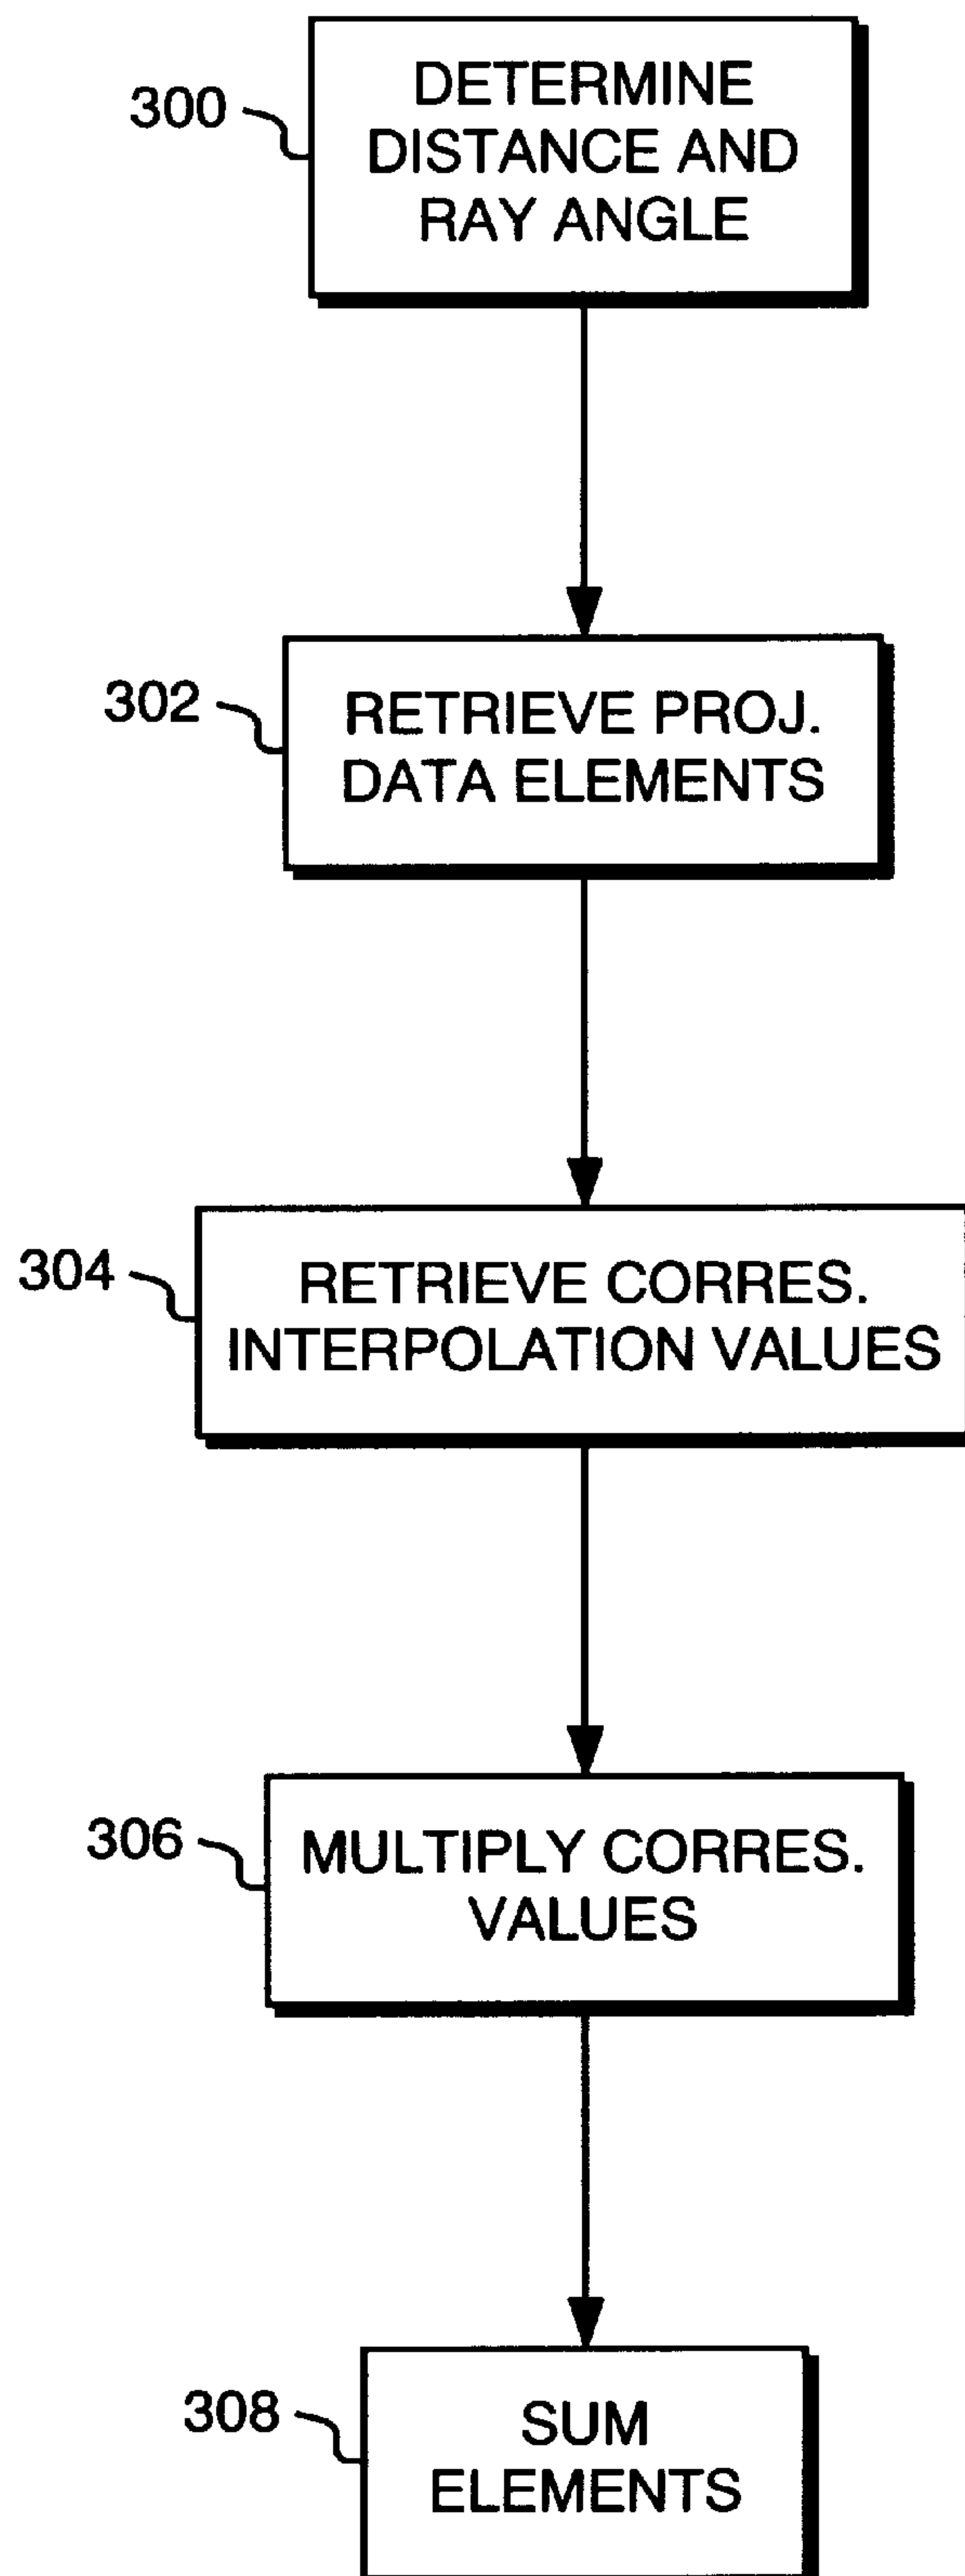 300
DETERMINE
DISTANCE AND
RAY ANGLE
302
RETRIEVE PROJ.
DATA ELEMENTS
304
RETRIEVE CORRES.
INTERPOLATION VALUES
306
MULTIPLY CORRES.
VALUES
308
SUM
ELEMENTS